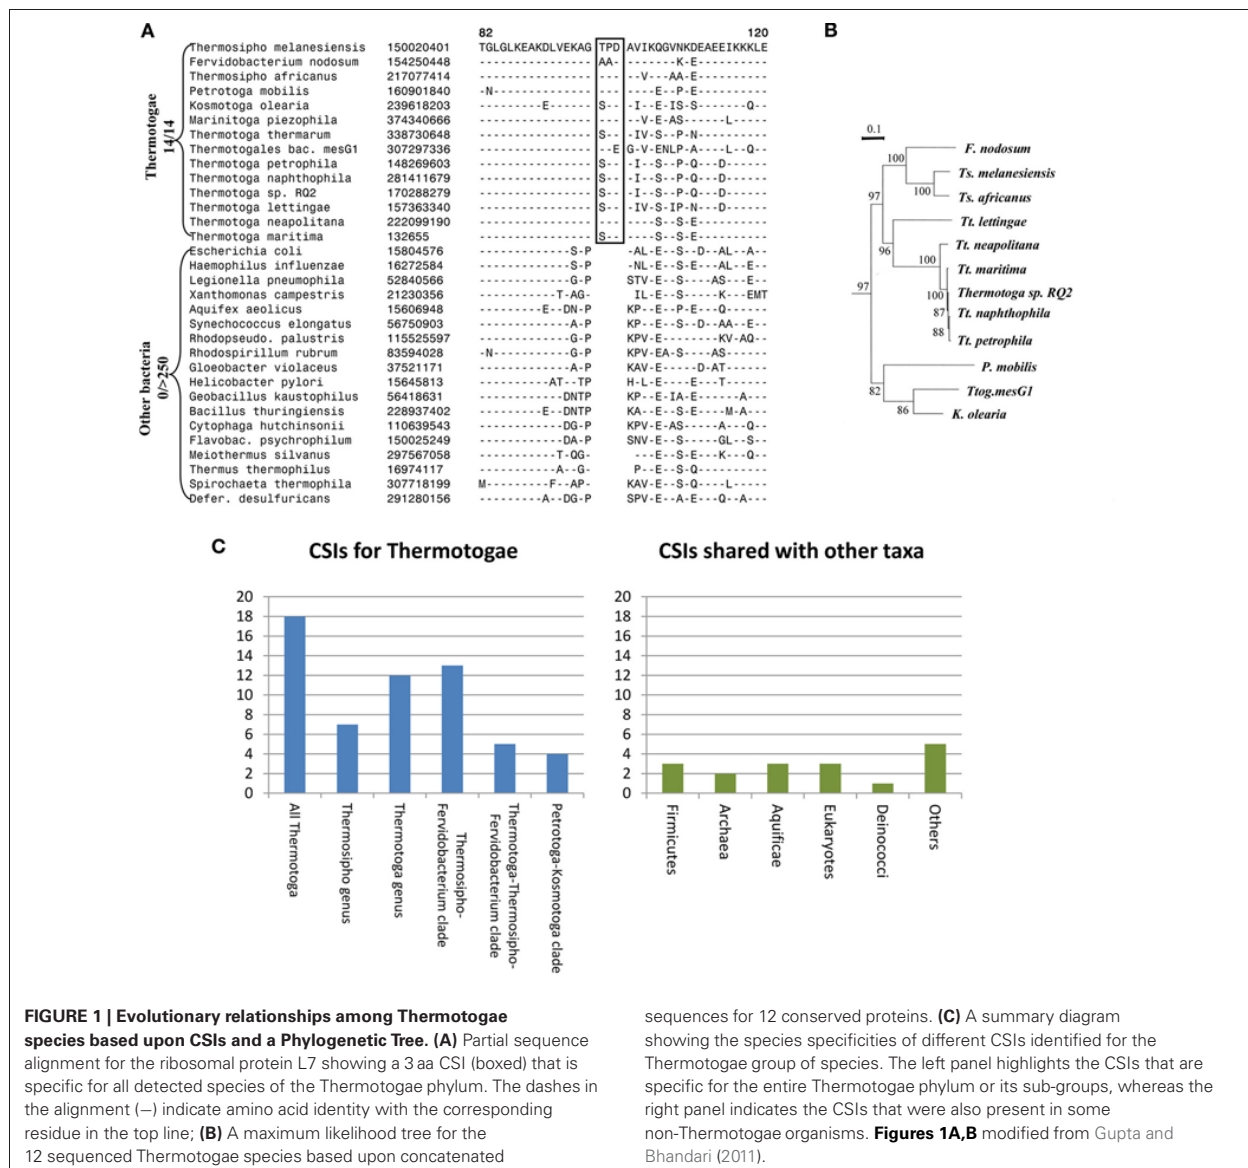 (A)
82 120
Thermosipho melanesiensis 150020401 TGLGLKEAKDLVEKAG TPD AVIKQGVNKDEAEEIKKKLE
Fervidobacterium nodosum 154250448 ---------------- AA- -------K-E----------
Thermosipho africanus 217077414 ---------------- --- --V---AA-E----------
Petrotoga mobilis 160901840 -N-------------- --- ----E--P-E----------
Kosmotoga olearia 239618203 ---------E------ S-- -I--E-IS-S-------Q--
Marinitoga piezophila 374340666 ---------------- --- --V-E-AS------L-----
Thermotoga thermarum 338730648 ---------------- S-- -IV-S--P-N----------
Thermotogales bac. mesG1 307297336 ---------------- --E G-V-ENLP-A----L--Q--
Thermotoga petrophila 148269603 ---------------- S-- -I--S--P-Q---D------
Thermotoga naphthophila 281411679 ---------------- S-- -I--S--P-Q---D------
Thermotoga sp. RQ2 170288279 ---------------- S-- -I--S--P-Q---D------
Thermotoga lettingae 157363340 ---------------- S-- -IV-S-IP-N---D------
Thermotoga neapolitana 222099190 ---------------- --- ----S--S-E----------
Thermotoga maritima 132655 ---------------- S-- ----S--S-E----------
Escherichia coli 15804576 -------------S-P -AL-E--S---D--AL--A--
Haemophilus influenzae 16272584 -------------S-P -NL-E--S-E---AL--E--
Legionella pneumophila 52840566 -------------G-P STV-E--S----AS---E--
Xanthomonas campestris 21230356 -----------T-AG- IL-E--S-----K---EMT
Aquifex aeolicus 15606948 ---------E--DN-P KP--E--P-E---Q------
Synechococcus elongatus 56750903 -------------A-P KP--E--S--D--AA--E--
Rhodopseudo. palustris 115525597 -------------G-P KPV-E--S-----KV-AQ--
Rhodospirillum rubrum 83594028 -N-----------G-P KPV-EA-S----AS------
Gloeobacter violaceus 37521171 -------------A-P KAV-E-----D-AT------
Helicobacter pylori 15645813 ----------AT--TP H-L-E---E---T------
Geobacillus kaustophilus 56418631 ------------DNTP KP--E-IA-E------A---
Bacillus thuringiensis 228937402 ---------E--DNTP KA--E--S-E----M-A---
Cytophaga hutchinsonii 110639543 ------------DG-P KPV-E-AS-----A---Q--
Flavobac. psychrophilum 150025249 ------------DA-P SNV-E--S-----GL--S--
Meiothermus silvanus 297567058 -----------T-QG- ---E--S-E---K---Q--
Thermus thermophilus 16974117 -----------A--G- P--E--S-Q----------
Spirochaeta thermophila 307718199 M---------F--AP- KAV-E--S-Q----L-----
Defer. desulfuricans 291280156 ---------A--DG-P SPV-E--A-E---Q--A---
Thermotogae
14/14
Other bacteria
0/>250
B
0.1
F. nodosum
Ts. melanesiensis
Ts. africanus
Tt. lettingae
Tt. neapolitana
Tt. maritima
Thermotoga sp. RQ2
Tt. naphthophila
Tt. petrophila
P. mobilis
Ttog.mesG1
K. olearia
100
100
97
96
100
100
87
88
97
82
86
C
CSIs for Thermotogae
20
18
16
14
12
10
8
6
4
2
0
All Thermotoga
Thermosipho genus
Thermotoga genus
Thermosipho-
Fervidobacterium clade
Thermotoga-Thermosipho-
Fervidobacterium clade
Petrotoga-Kosmotoga clade
CSIs shared with other taxa
20
18
16
14
12
10
8
6
4
2
0
Firmicutes
Archaea
Aquificae
Eukaryotes
Deinococci
Others
FIGURE 1 | Evolutionary relationships among Thermotogae
species based upon CSIs and a Phylogenetic Tree. (A) Partial sequence
alignment for the ribosomal protein L7 showing a 3 aa CSI (boxed) that is
specific for all detected species of the Thermotogae phylum. The dashes in
the alignment (−) indicate amino acid identity with the corresponding
residue in the top line; (B) A maximum likelihood tree for the
12 sequenced Thermotogae species based upon concatenated
sequences for 12 conserved proteins. (C) A summary diagram
showing the species specificities of different CSIs identified for the
Thermotogae group of species. The left panel highlights the CSIs that are
specific for the entire Thermotogae phylum or its sub-groups, whereas the
right panel indicates the CSIs that were also present in some
non-Thermotogae organisms. Figures 1A,B modified from Gupta and
Bhandari (2011).